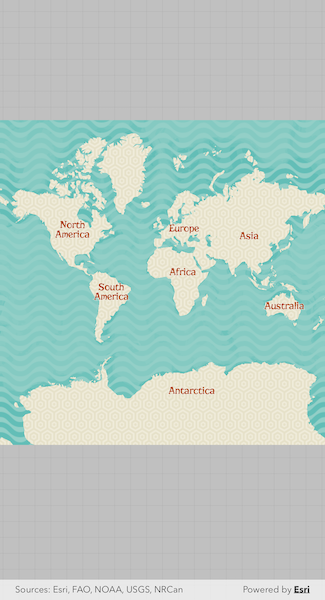 North
America
Europe
Asia
Africa
South
America
Australia
Antarctica
Sources: Esri, FAO, NOAA, USGS, NRCan
Powered by Esri